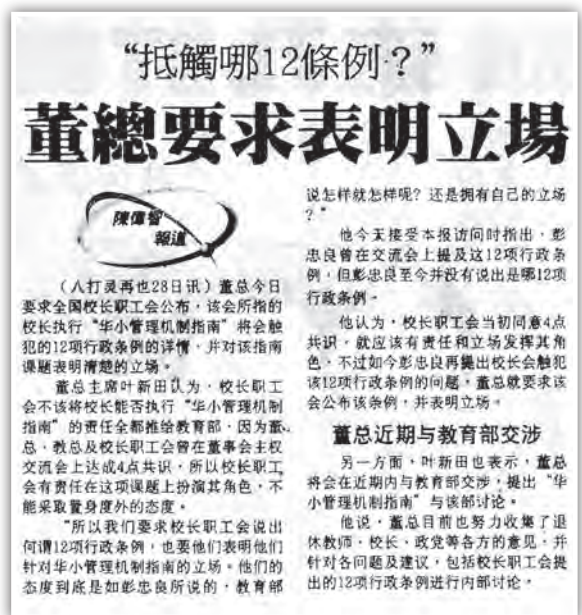 “抵觸哪12條例？”
董總要求表明立場
陳偉智
報道
（八打灵再也28日讯）董总今日
要求全国校长职工会公布，该会所指的
校长执行“华小管理机制指南”将会触
犯的12项行政条例的详情，并对该指南
课题表明清楚的立场。
董总主席叶新田认为，校长职工
会不该将校长能否执行“华小管理机制
指南”的责任全都推给教育部，因为董
总、教总及校长职工会曾在董事会主权
交流会上达成4点共识，所以校长职工
会有责任在这项课题上扮演其角色，不
能采取置身度外的态度。
“所以我们要求校长职工会说出
何谓12项行政条例，也要他们表明他们
针对华小管理机制指南的立场。他们的
态度到底是如彭忠良所说的，教育部
说怎样就怎样呢？还是拥有自己的立场
？”
他今天接受本报访问时指出，彭
忠良曾在交流会上提及这12项行政条
例，但彭忠良至今并没有说出是哪12项
行政条例。
他认为，校长职工会当初同意4点
共识，就应该有责任和立场发挥其角
色，不过如今彭忠良再提出校长会触犯
该12项行政条例的问题，董总就要求该
会公布该条例，并表明立场。
董总近期与教育部交涉
另一方面，叶新田也表示，董总
将会在近期内与教育部交涉，提出“华
小管理机制指南”与该部讨论。
他说，董总目前也努力收集了退
休教师、校长、政党等各方的意见，并
针对各问题及建议，包括校长职工会提
出的12项行政条例进行内部讨论。